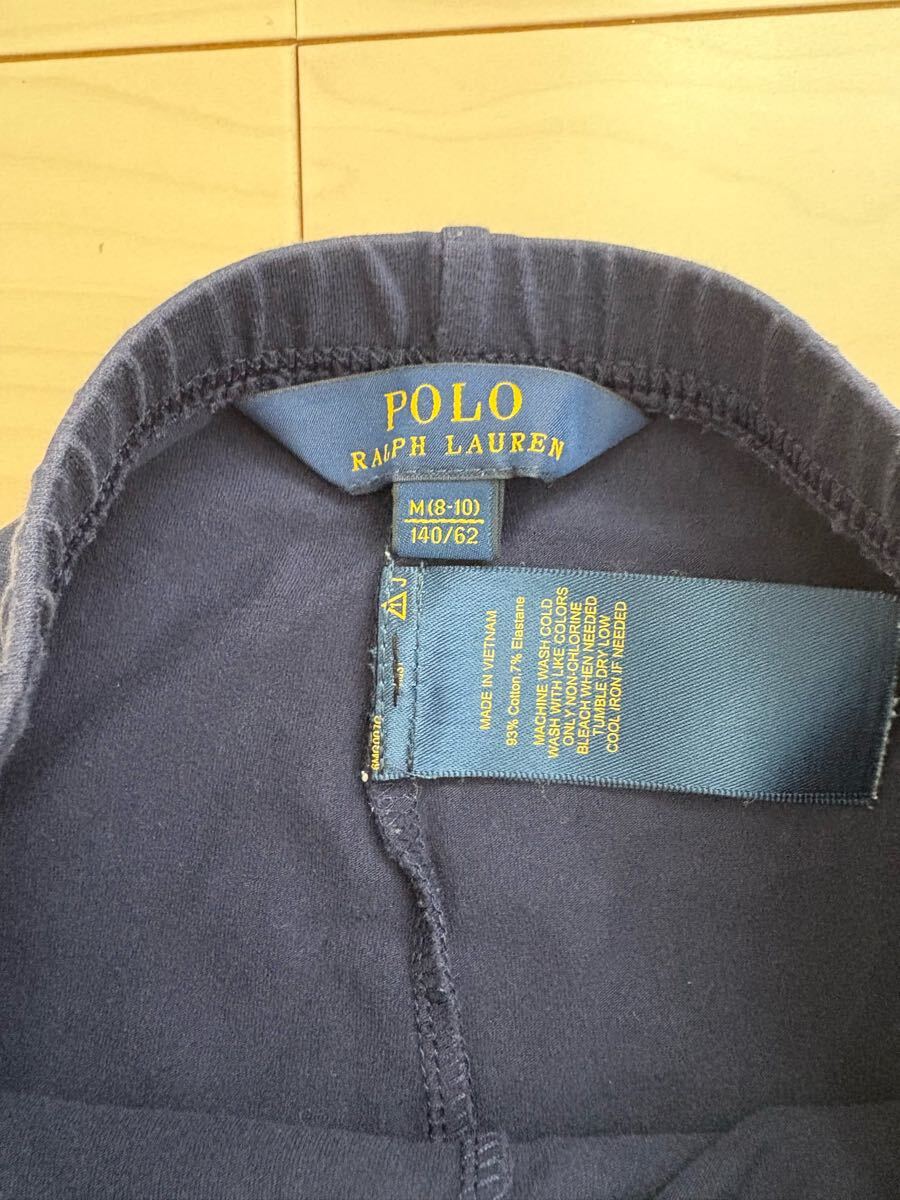 POLO
RALPH LAUREN
M(8-10)
140/62
MADE IN VIETNAM
93% Cotton,7% Elastane
MACHINE WASH COLD
WASH WITH LIKE COLORS
ONLY NON-CHLORINE
BLEACH WHEN NEEDED
TUMBLE DRY LOW
COOL IRON IF NEEDED